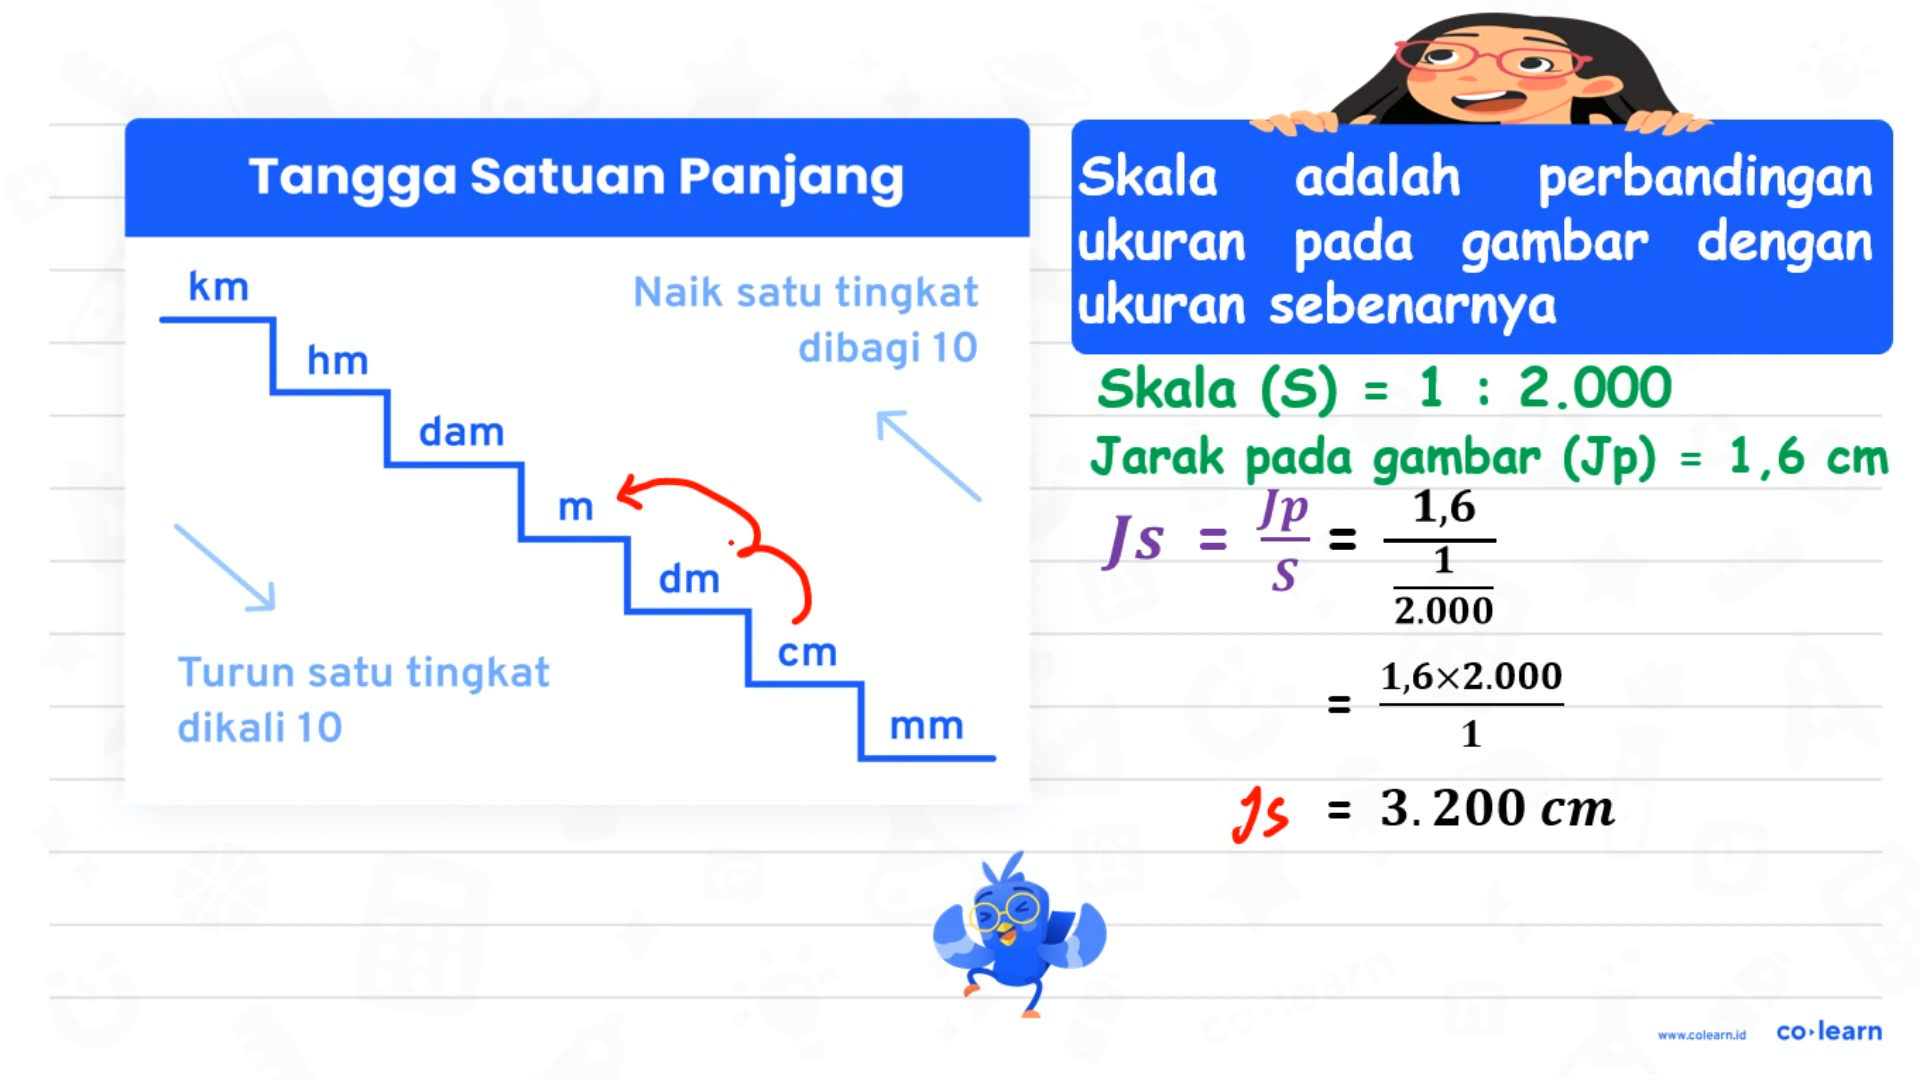 Tangga Satuan Panjang
km
hm
dam
m
dm
cm
mm
Naik satu tingkat
dibagi 10
Turun satu tingkat
dikali 10
Skala adalah perbandingan
ukuran pada gambar dengan
ukuran sebenarnya
Skala (S) = 1 : 2.000
Jarak pada gambar (Jp) = 1,6 cm
Js = Jp/S = 1,6/(1/2.000)
= 1,6×2.000/1
Js = 3.200 cm
www.colearn.id co·learn